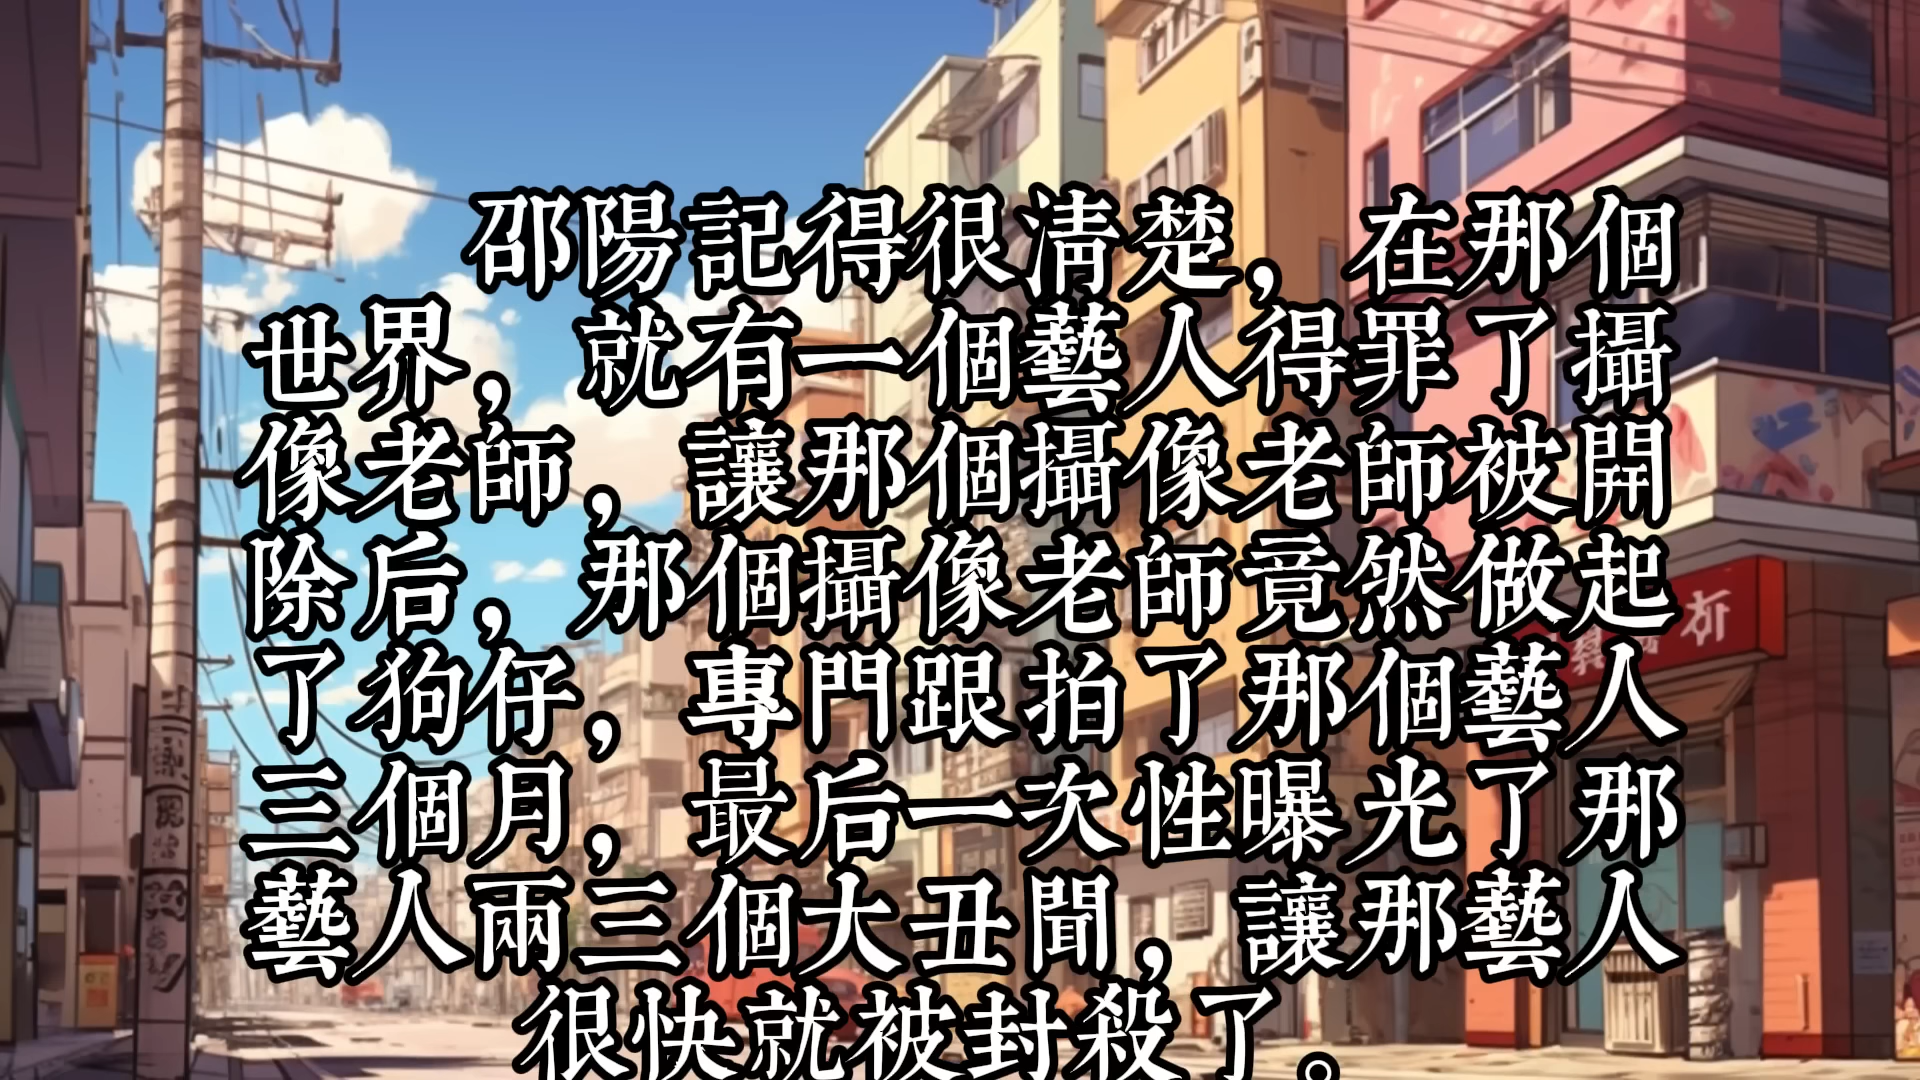 邵陽記得很清楚，在那個
世界，就有一個藝人得罪了攝
像老師，讓那個攝像老師被開
除后，那個攝像老師竟然做起
了狗仔，專門跟拍了那個藝人
三個月，最后一次性曝光了那
藝人兩三個大丑聞，讓那藝人
很快就被封殺了。